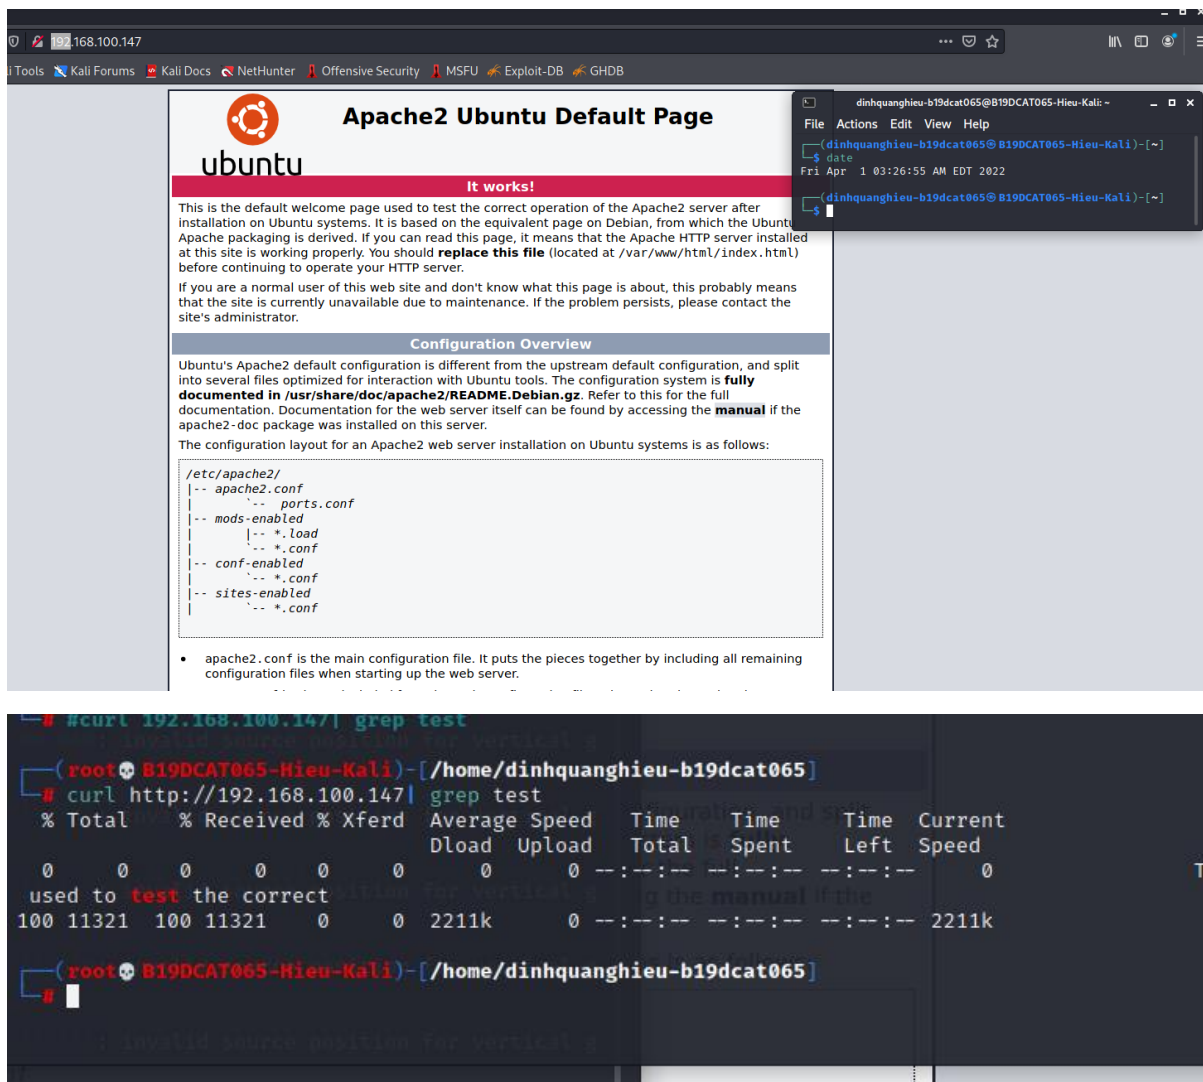 192.168.100.147
li Tools Kali Forums Kali Docs NetHunter Offensive Security MSFU Exploit-DB GHDB
ubuntu
Apache2 Ubuntu Default Page
It works!
This is the default welcome page used to test the correct operation of the Apache2 server after
installation on Ubuntu systems. It is based on the equivalent page on Debian, from which the Ubuntu
Apache packaging is derived. If you can read this page, it means that the Apache HTTP server installed
at this site is working properly. You should replace this file (located at /var/www/html/index.html)
before continuing to operate your HTTP server.
If you are a normal user of this web site and don't know what this page is about, this probably means
that the site is currently unavailable due to maintenance. If the problem persists, please contact the
site's administrator.
Configuration Overview
Ubuntu's Apache2 default configuration is different from the upstream default configuration, and split
into several files optimized for interaction with Ubuntu tools. The configuration system is fully
documented in /usr/share/doc/apache2/README.Debian.gz. Refer to this for the full
documentation. Documentation for the web server itself can be found by accessing the manual if the
apache2-doc package was installed on this server.
The configuration layout for an Apache2 web server installation on Ubuntu systems is as follows:
/etc/apache2/
|-- apache2.conf
|       `--  ports.conf
|-- mods-enabled
|       |-- *.load
|       `-- *.conf
|-- conf-enabled
|       `-- *.conf
|-- sites-enabled
|       `-- *.conf
• apache2.conf is the main configuration file. It puts the pieces together by including all remaining
configuration files when starting up the web server.
dinhquanghieu-b19dcat065@B19DCAT065-Hieu-Kali: ~
File Actions Edit View Help
┌──(dinhquanghieu-b19dcat065㉿B19DCAT065-Hieu-Kali)-[~]
└─$ date
Fri Apr  1 03:26:55 AM EDT 2022
┌──(dinhquanghieu-b19dcat065㉿B19DCAT065-Hieu-Kali)-[~]
└─$
└─# #curl 192.168.100.147| grep test
: invalid source position for vertical g
┌──(root💀B19DCAT065-Hieu-Kali)-[/home/dinhquanghieu-b19dcat065]
└─# curl http://192.168.100.147| grep test
% Total    % Received % Xferd  Average Speed   Time    Time     Time  Current
Dload  Upload   Total   Spent    Left  Speed
0     0    0     0    0     0      0      0 --:--:-- --:--:-- --:--:--     0 T
used to test the correct
100 11321  100 11321    0     0  2211k      0 --:--:-- --:--:-- --:--:-- 2211k
┌──(root💀B19DCAT065-Hieu-Kali)-[/home/dinhquanghieu-b19dcat065]
└─#
: invalid source position for vertical g